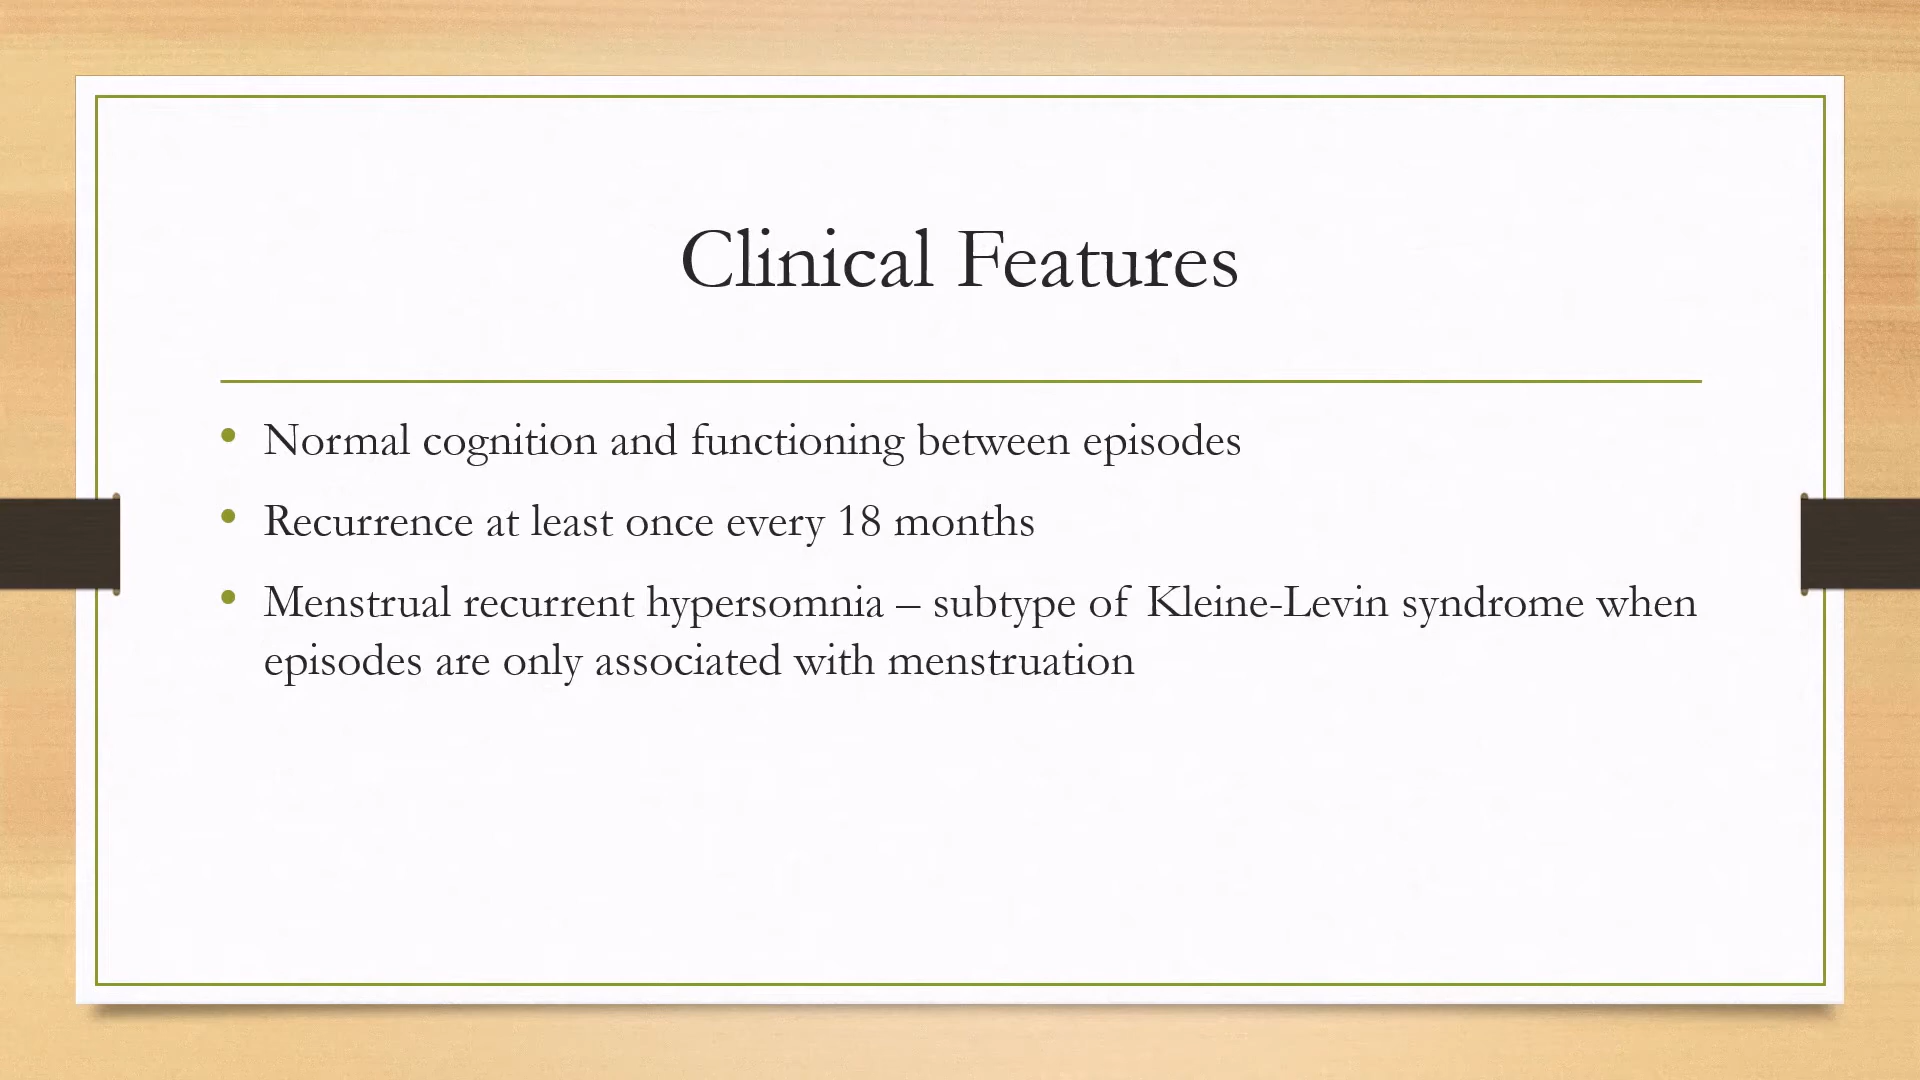 Clinical Features
• Normal cognition and functioning between episodes
• Recurrence at least once every 18 months
• Menstrual recurrent hypersomnia – subtype of Kleine-Levin syndrome when
episodes are only associated with menstruation